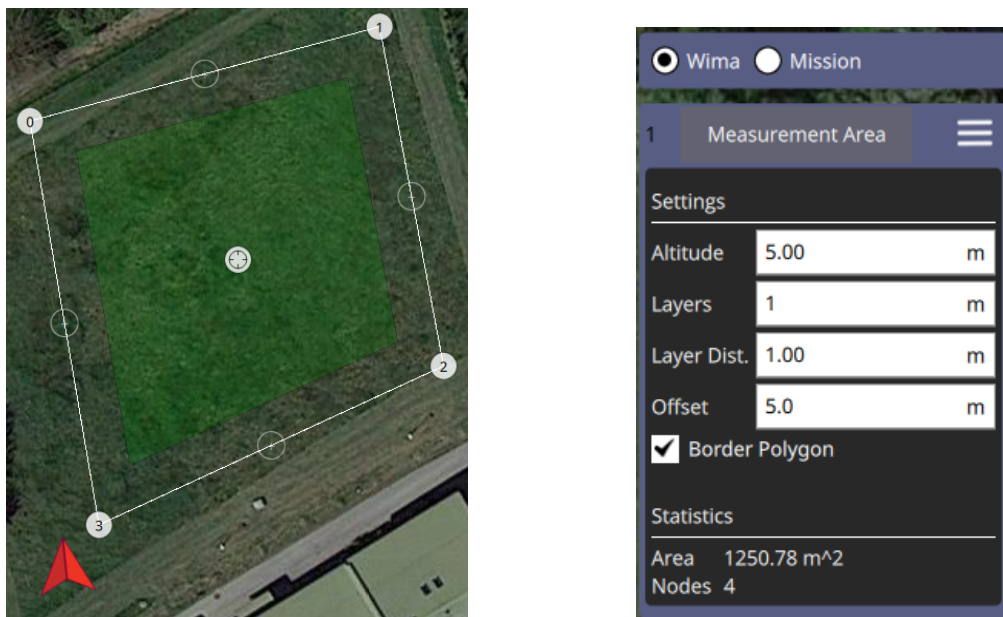 1
0
2
3
Wima Mission
1 Measurement Area
Settings
Altitude 5.00 m
Layers 1 m
Layer Dist. 1.00 m
Offset 5.0 m
Border Polygon
Statistics
Area 1250.78 m^2
Nodes 4